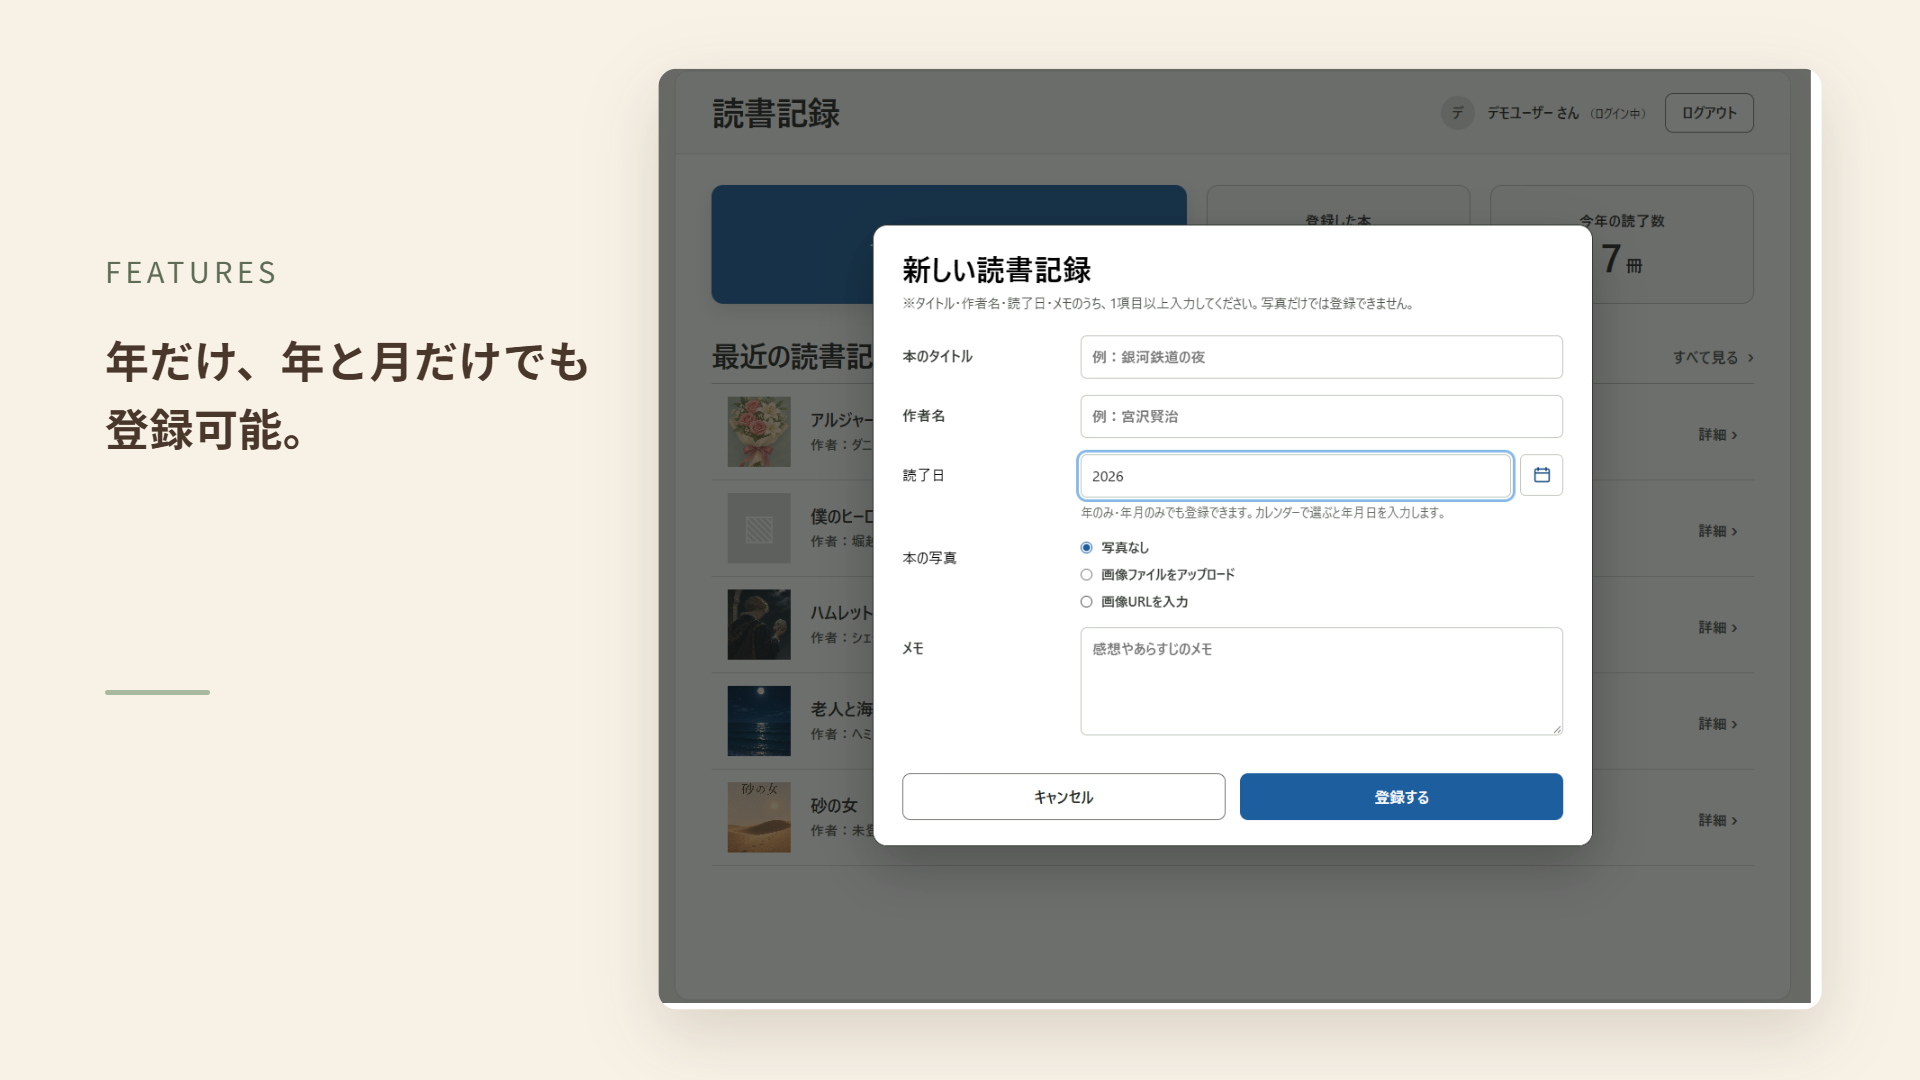 FEATURES
年だけ、年と月だけでも
登録可能。
読書記録
デ
デモユーザー さん (ログイン中)
ログアウト
登録した本
今年の読了数
7冊
最近の読書記
すべて見る ›
アルジャー
作者：ダニ
詳細 ›
僕のヒーロ
作者：堀越
詳細 ›
ハムレット
作者：シェ
詳細 ›
老人と海
作者：ヘミ
詳細 ›
砂の女
砂の女
作者：未登
詳細 ›
新しい読書記録
※タイトル・作者名・読了日・メモのうち、1項目以上入力してください。写真だけでは登録できません。
本のタイトル
例：銀河鉄道の夜
作者名
例：宮沢賢治
読了日
2026
年のみ・年月のみでも登録できます。カレンダーで選ぶと年月日を入力します。
本の写真
写真なし
画像ファイルをアップロード
画像URLを入力
メモ
感想やあらすじのメモ
キャンセル
登録する